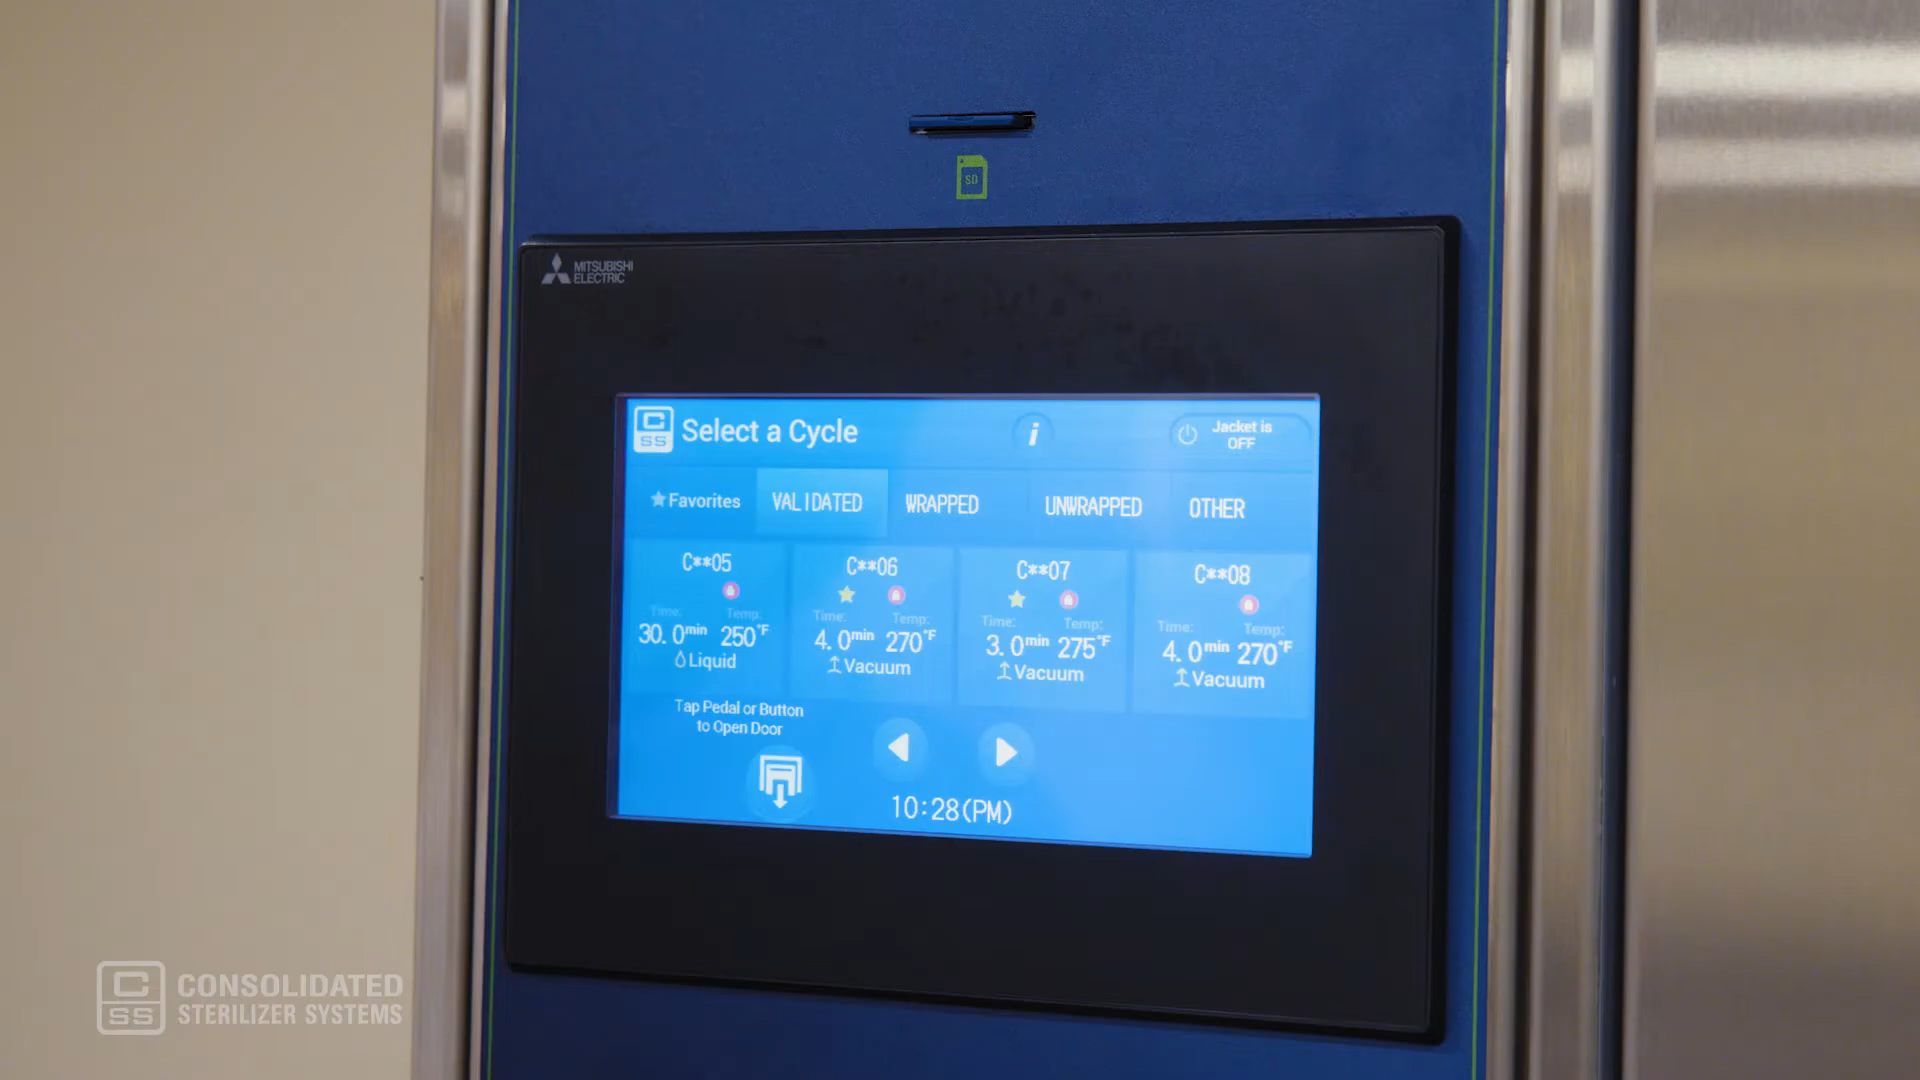 SD
MITSUBISHI
ELECTRIC
C
SS
Select a Cycle
i
Jacket is
OFF
Favorites
VALIDATED
WRAPPED
UNWRAPPED
OTHER
C**05
Time: Temp:
30.0min 250°F
Liquid
C**06
Time: Temp:
4.0min 270°F
Vacuum
C**07
Time: Temp:
3.0min 275°F
Vacuum
C**08
Time: Temp:
4.0min 270°F
Vacuum
Tap Pedal or Button
to Open Door
10:28(PM)
C
SS
CONSOLIDATED
STERILIZER SYSTEMS